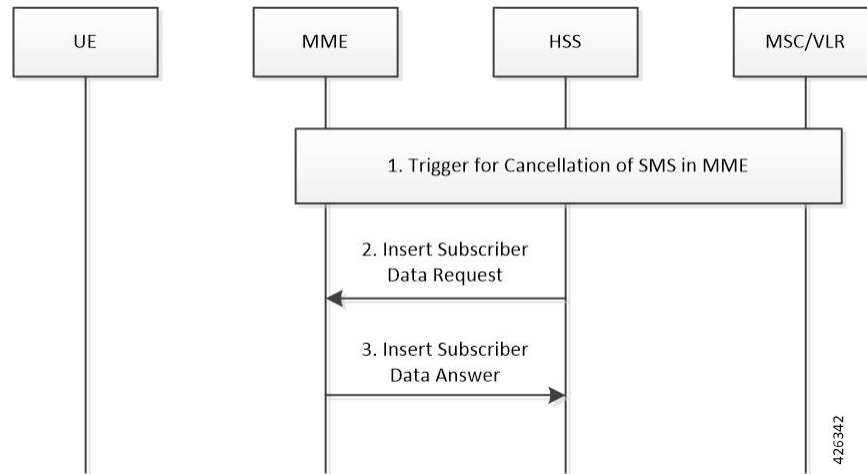 UE
MME
HSS
MSC/VLR
1. Trigger for Cancellation of SMS in MME
2. Insert Subscriber
Data Request
3. Insert Subscriber
Data Answer
426342